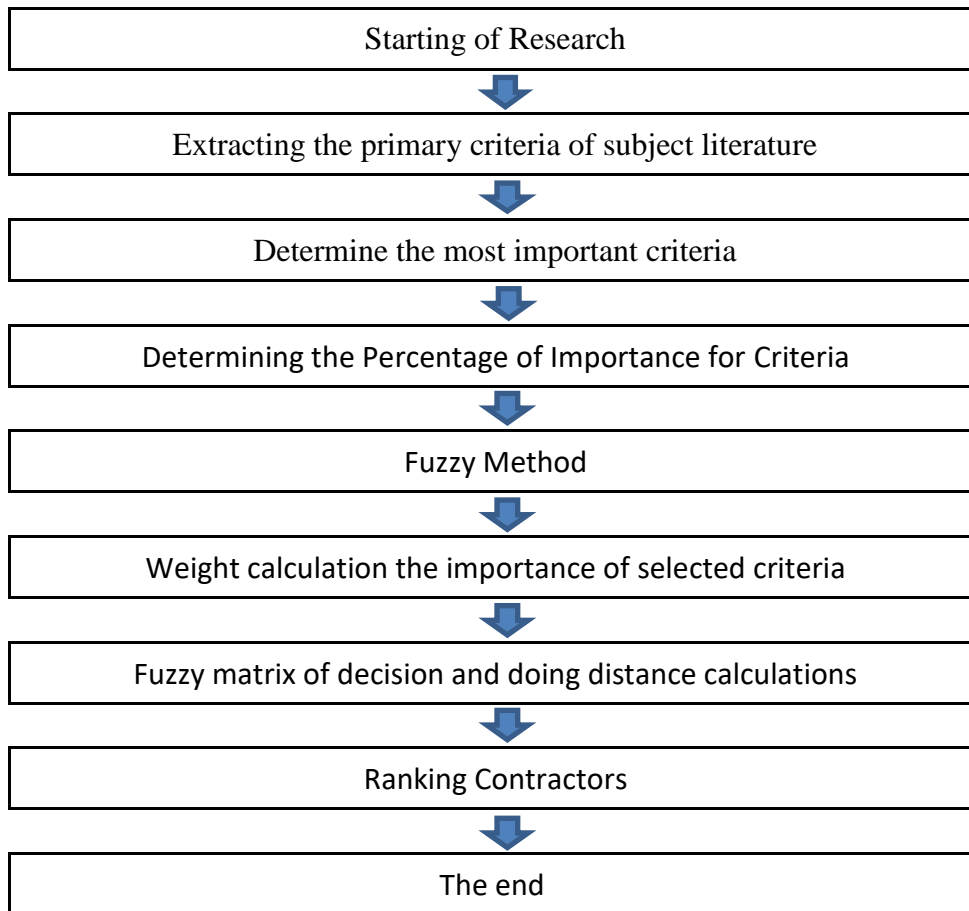 Starting of Research
Extracting the primary criteria of subject literature
Determine the most important criteria
Determining the Percentage of Importance for Criteria
Fuzzy Method
Weight calculation the importance of selected criteria
Fuzzy matrix of decision and doing distance calculations
Ranking Contractors
The end